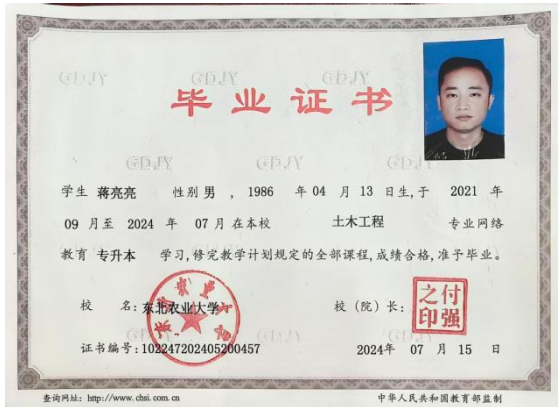 658
毕业证书
学生 蒋亮亮 性别 男 ， 1986 年 04 月 13 日生,于 2021 年
09 月至 2024 年 07 月在本校 土木工程 专业网络
教育 专升本 学习,修完教学计划规定的全部课程,成绩合格,准予毕业。
校 名: 东北农业大学 校（院）长: 付强之印
证书编号: 102247202405200457 2024年 07 月 15 日
查询网址: http://www.chsi.com.cn 中华人民共和国教育部监制